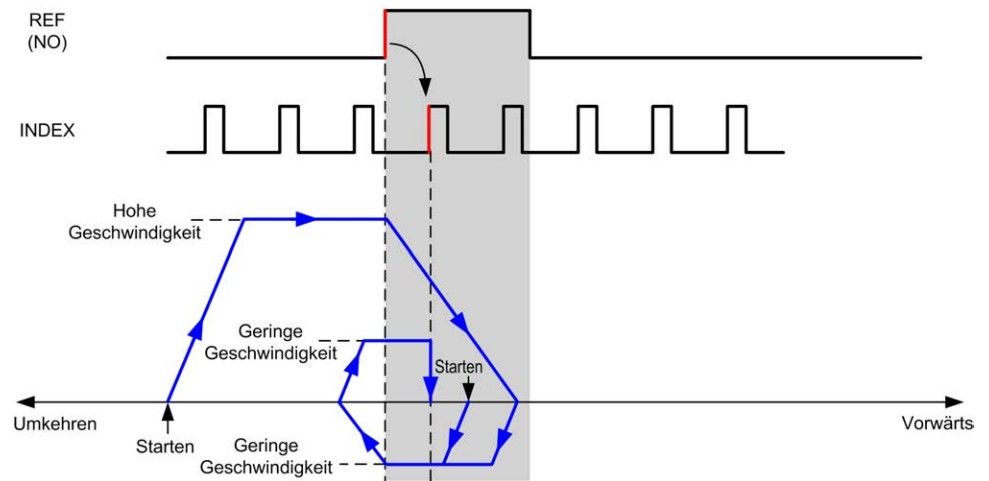 REF
(NO)
INDEX
Hohe
Geschwindigkeit
Geringe
Geschwindigkeit
Starten
Umkehren
Starten
Vorwärts
Geringe
Geschwindigkeit